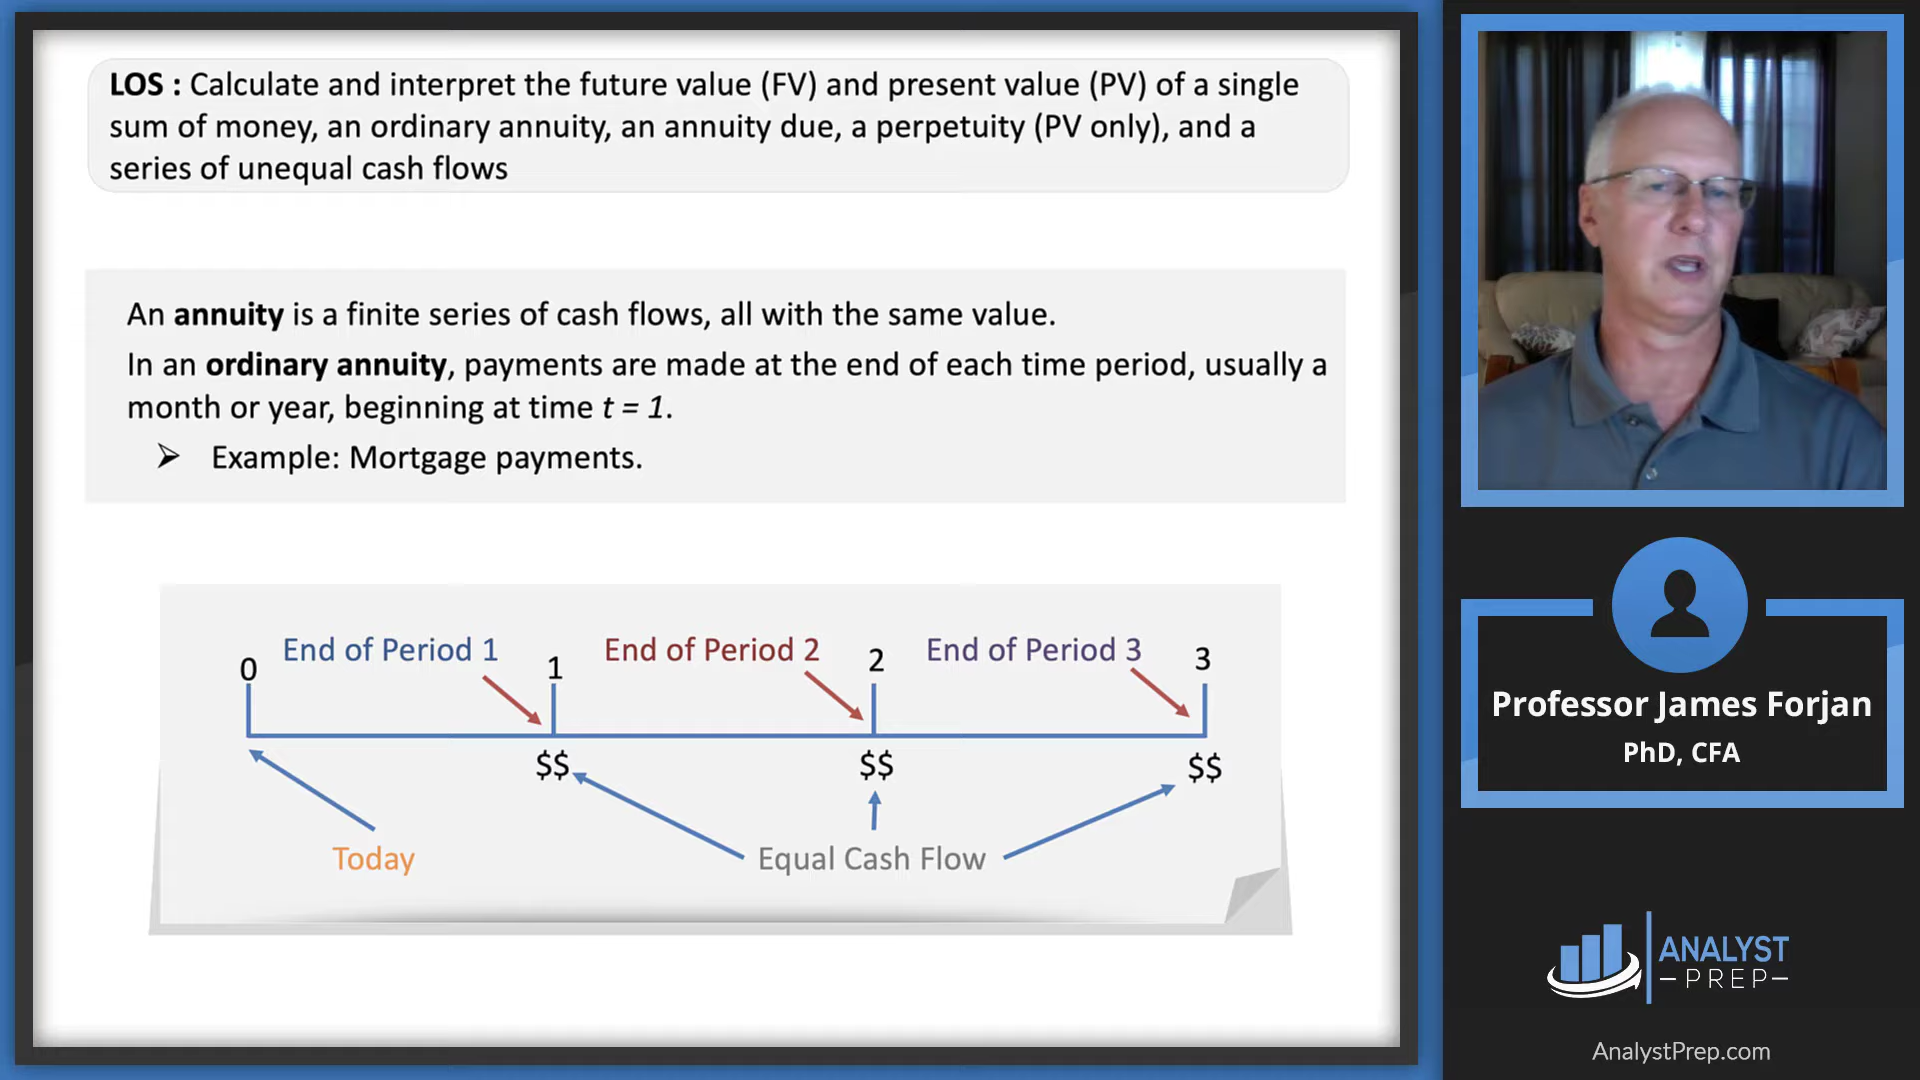 LOS : Calculate and interpret the future value (FV) and present value (PV) of a single
sum of money, an ordinary annuity, an annuity due, a perpetuity (PV only), and a
series of unequal cash flows
An annuity is a finite series of cash flows, all with the same value.
In an ordinary annuity, payments are made at the end of each time period, usually a
month or year, beginning at time t = 1.
➢ Example: Mortgage payments.
0 End of Period 1 1 End of Period 2 2 End of Period 3 3
$$ $$ $$
Today Equal Cash Flow
Professor James Forjan
PhD, CFA
ANALYST
PREP
AnalystPrep.com